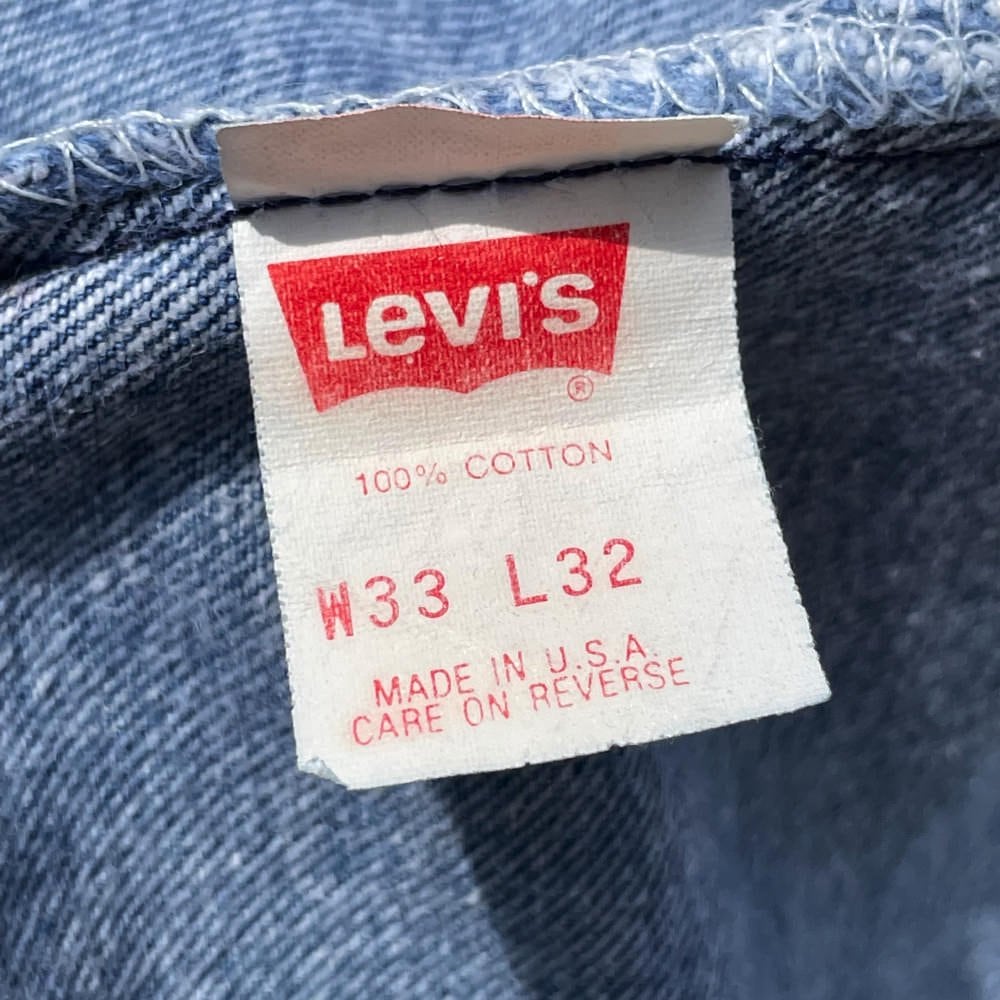 Levi's
®
100% COTTON
W33 L32
MADE IN U.S.A.
CARE ON REVERSE